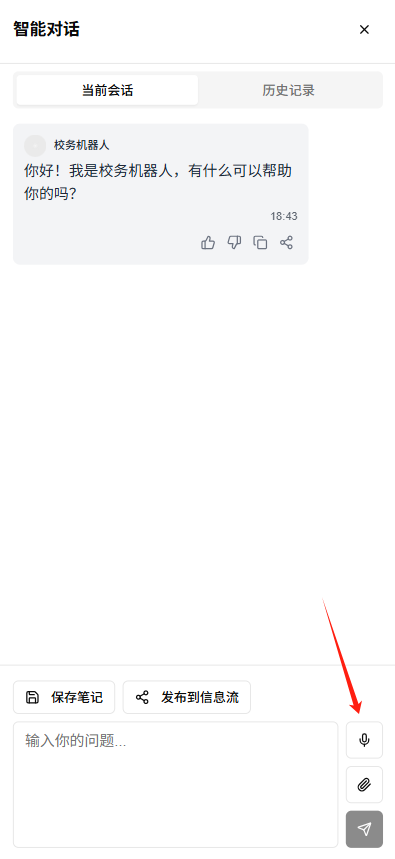 智能对话
当前会话
历史记录
校务机器人
你好！我是校务机器人，有什么可以帮助
你的吗？
18:43
保存笔记
发布到信息流
输入你的问题...